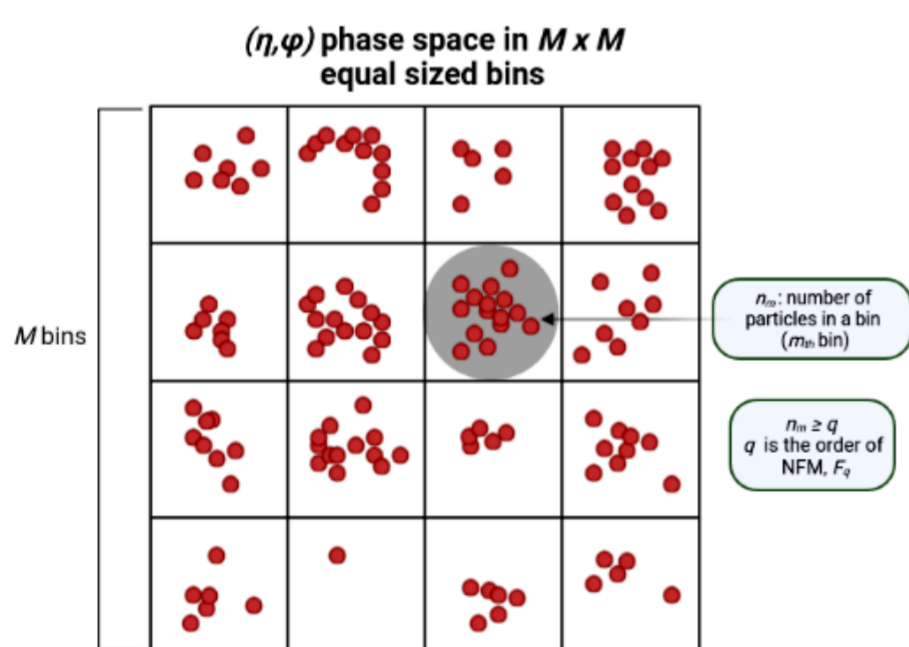 (η,φ) phase space in M x M
equal sized bins
M bins
nₘ: number of
particles in a bin
(mₜₕ bin)
nₘ ≥ q
q is the order of
NFM, F_q